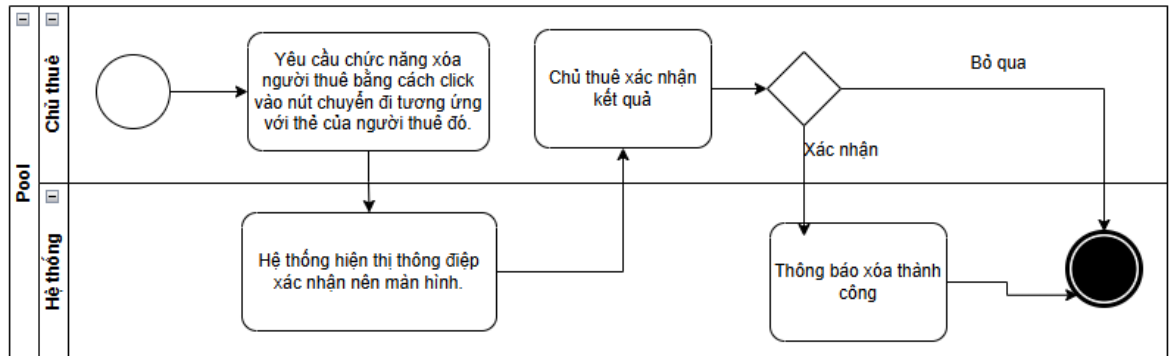 Pool
Chủ thuê
Yêu cầu chức năng xóa
người thuê bằng cách click
vào nút chuyển đi tương ứng
với thẻ của người thuê đó.
Chủ thuê xác nhận
kết quả
Bỏ qua
Xác nhận
Hệ thống
Hệ thống hiện thị thông điệp
xác nhận nên màn hình.
Thông báo xóa thành
công